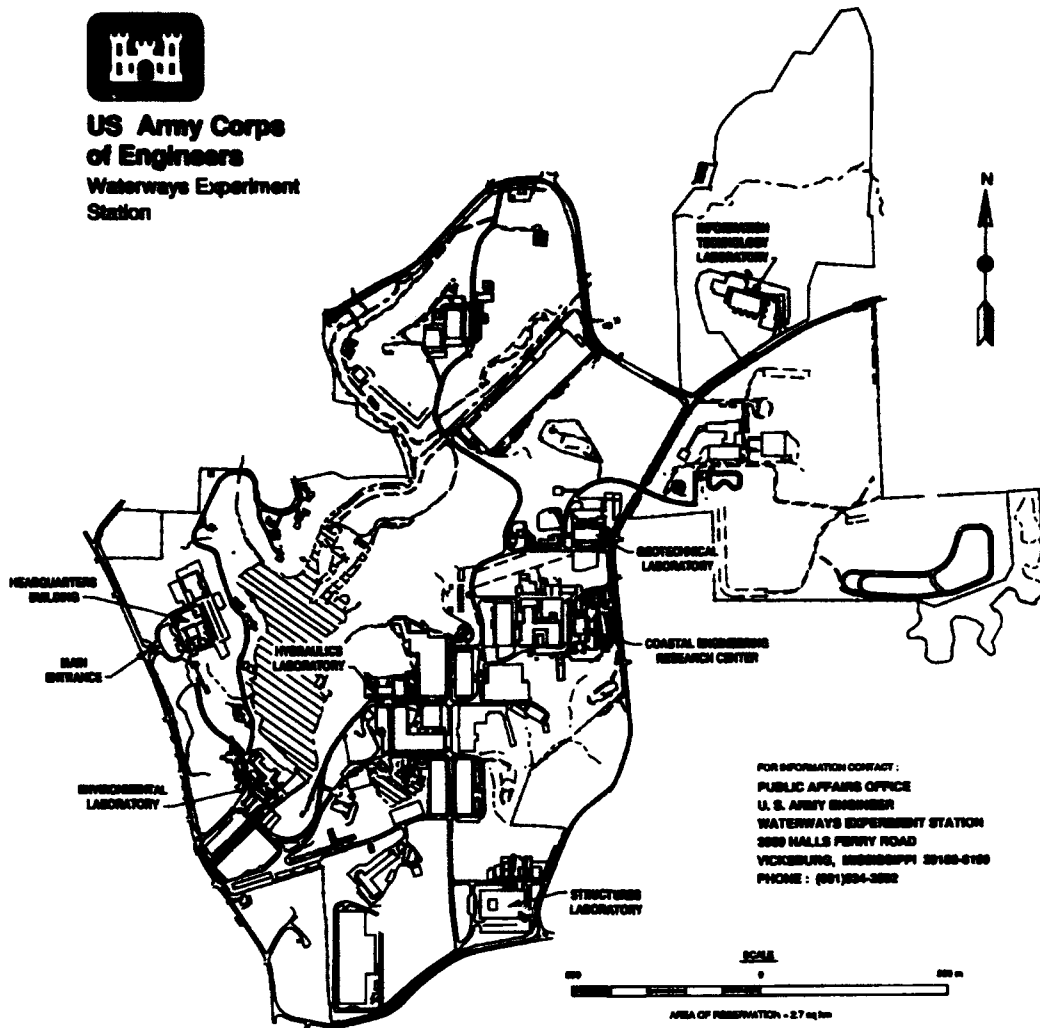 US Army Corps
of Engineers
Waterways Experiment
Station
N
INFORMATION
TECHNOLOGY
LABORATORY
GEOTECHNICAL
LABORATORY
HEADQUARTERS
BUILDING
MAIN
ENTRANCE
HYDRAULICS
LABORATORY
COASTAL ENGINEERING
RESEARCH CENTER
ENVIRONMENTAL
LABORATORY
STRUCTURES
LABORATORY
FOR INFORMATION CONTACT :
PUBLIC AFFAIRS OFFICE
U. S. ARMY ENGINEER
WATERWAYS EXPERIMENT STATION
HALLS FERRY ROAD
VICKSBURG, MISSISSIPPI
PHONE :
SCALE
0
AREA OF RESERVATION - 2.7 sq km